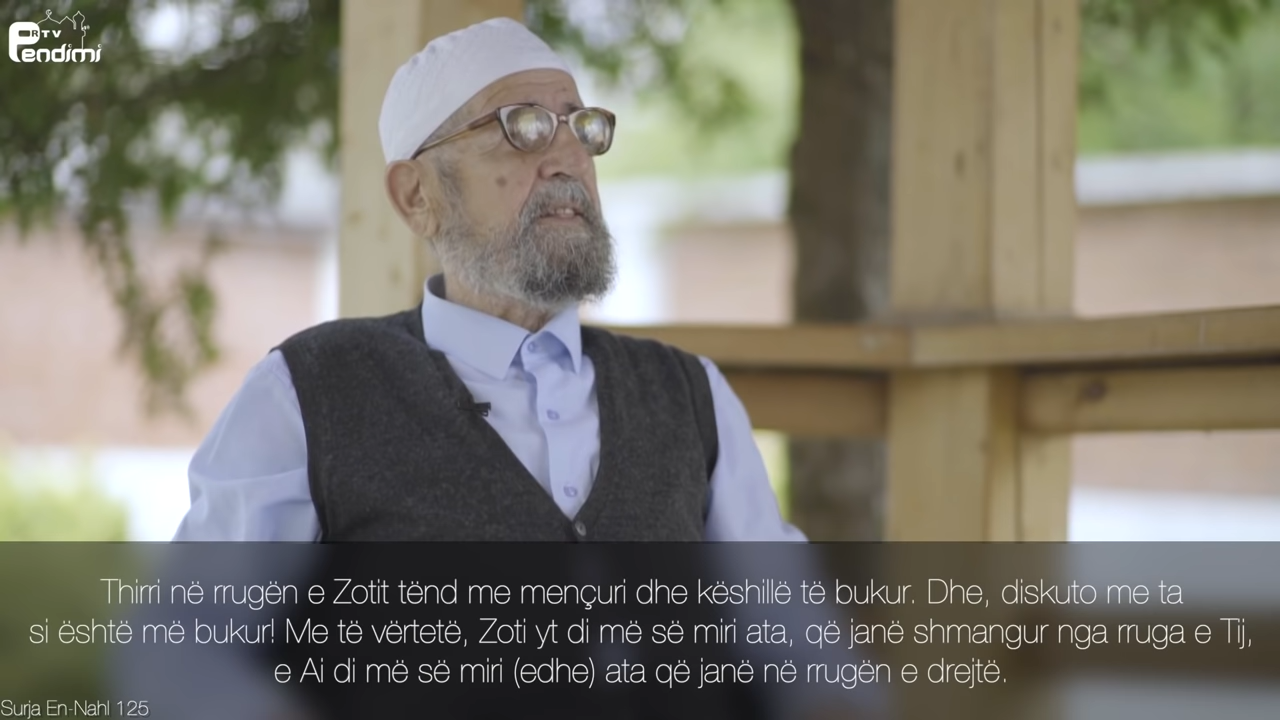 RTV
Pendimi
Thirri në rrugën e Zotit tënd me mençuri dhe këshillë të bukur. Dhe, diskuto me ta
si është më bukur! Me të vërtetë, Zoti yt di më së miri ata, që janë shmangur nga rruga e Tij,
e Ai di më së miri (edhe) ata që janë në rrugën e drejtë.
Surja En-Nahl 125